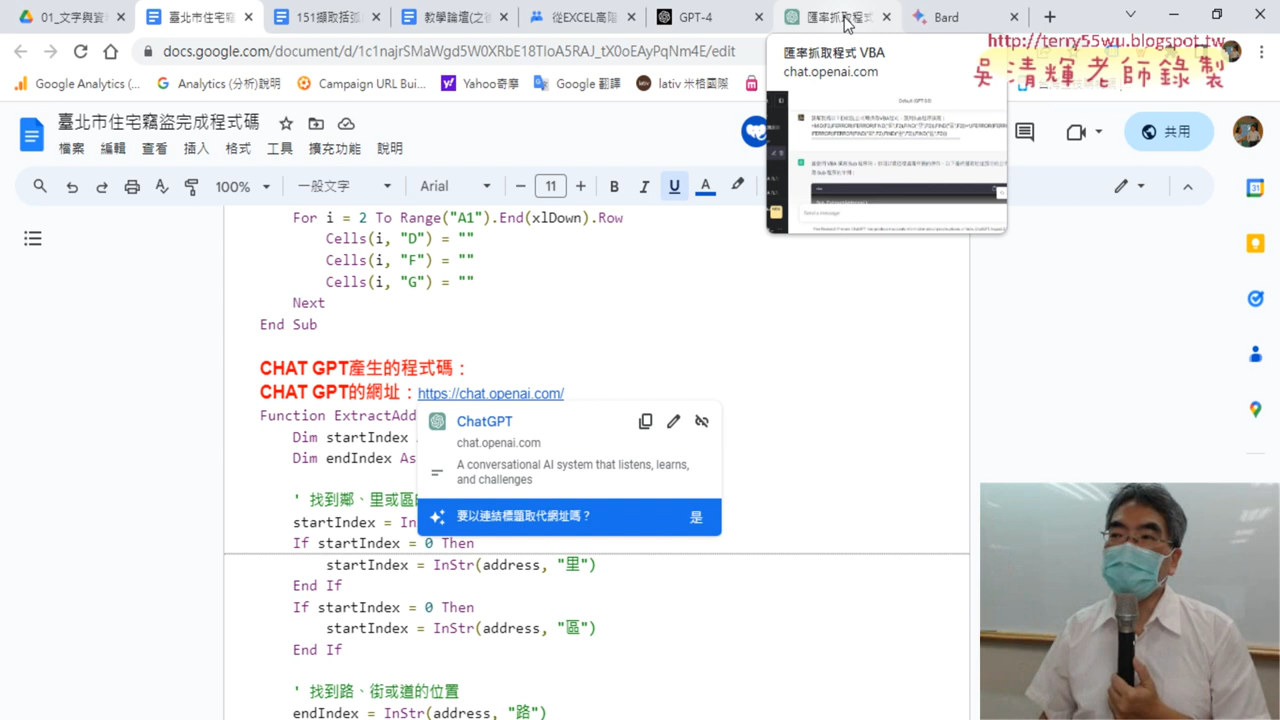 01_文字與資
臺北市住宅竊
151擷取括弧
教學論壇(之後
從EXCEL高階
GPT-4
匯率抓取程式
Bard
docs.google.com/document/d/1c1najrSMaWgd5W0XRbE18TIoA5RAJ_tX0oEAyPqNm4E/edit
http://terry55wu.blogspot.tw
吳清輝老師錄製
Google Analytics (...
Analytics (分析)說明
Campaign URL Bui...
Yahoo奇摩
Google 翻譯
lativ 米格國際
匯率抓取程式 VBA
chat.openai.com
臺北市住宅竊盜完成程式碼
檔案
編輯
查看
插入
工具
擴充功能
說明
共用
100%
一般文字
Arial
11
For i = 2 To Range("A1").End(xlDown).Row
Cells(i, "D") = ""
Cells(i, "F") = ""
Cells(i, "G") = ""
Next
End Sub
CHAT GPT產生的程式碼：
CHAT GPT的網址：https://chat.openai.com/
Function ExtractAdd
Dim startIndex
Dim endIndex As
ChatGPT
chat.openai.com
A conversational AI system that listens, learns,
and challenges
要以連結標題取代網址嗎？
是
' 找到鄰、里或區
startIndex = In
If startIndex = 0 Then
startIndex = InStr(address, "里")
End If
If startIndex = 0 Then
startIndex = InStr(address, "區")
End If
' 找到路、街或道的位置
endIndex = InStr(address, "路")